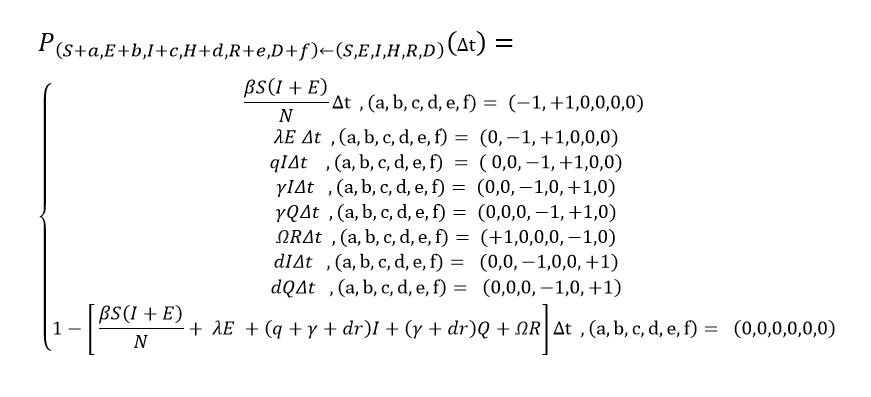 P(S+a,E+b,I+c,H+d,R+e,D+f)←(S,E,I,H,R,D)(Δt) =
βS(I + E)/N Δt , (a, b, c, d, e, f) = (−1, +1,0,0,0,0)
λE Δt , (a, b, c, d, e, f) = (0, −1, +1,0,0,0)
qIΔt , (a, b, c, d, e, f) = ( 0,0, −1, +1,0,0)
γIΔt , (a, b, c, d, e, f) = (0,0, −1,0, +1,0)
γQΔt , (a, b, c, d, e, f) = (0,0,0, −1, +1,0)
ΩRΔt , (a, b, c, d, e, f) = (+1,0,0,0, −1,0)
dIΔt , (a, b, c, d, e, f) = (0,0, −1,0,0, +1)
dQΔt , (a, b, c, d, e, f) = (0,0,0, −1,0, +1)
1 − [βS(I + E)/N + λE + (q + γ + dr)I + (γ + dr)Q + ΩR] Δt , (a, b, c, d, e, f) = (0,0,0,0,0,0)